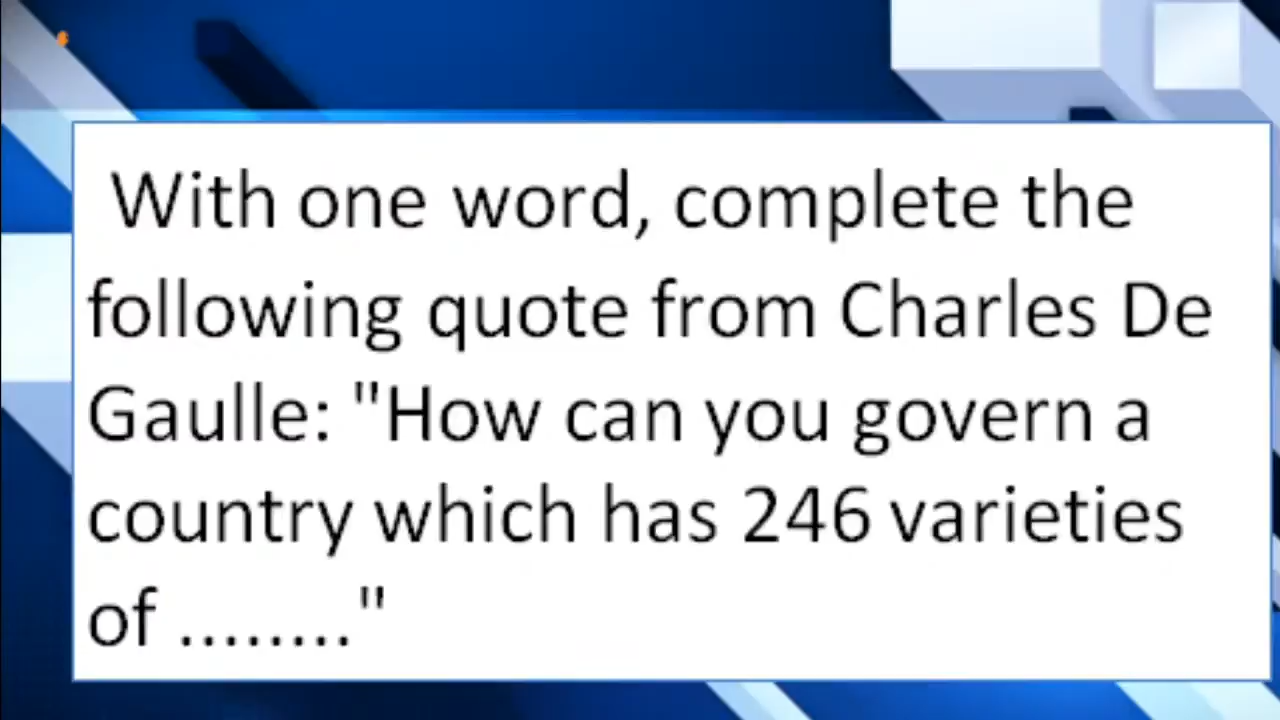 With one word, complete the
following quote from Charles De
Gaulle: "How can you govern a
country which has 246 varieties
of ........"